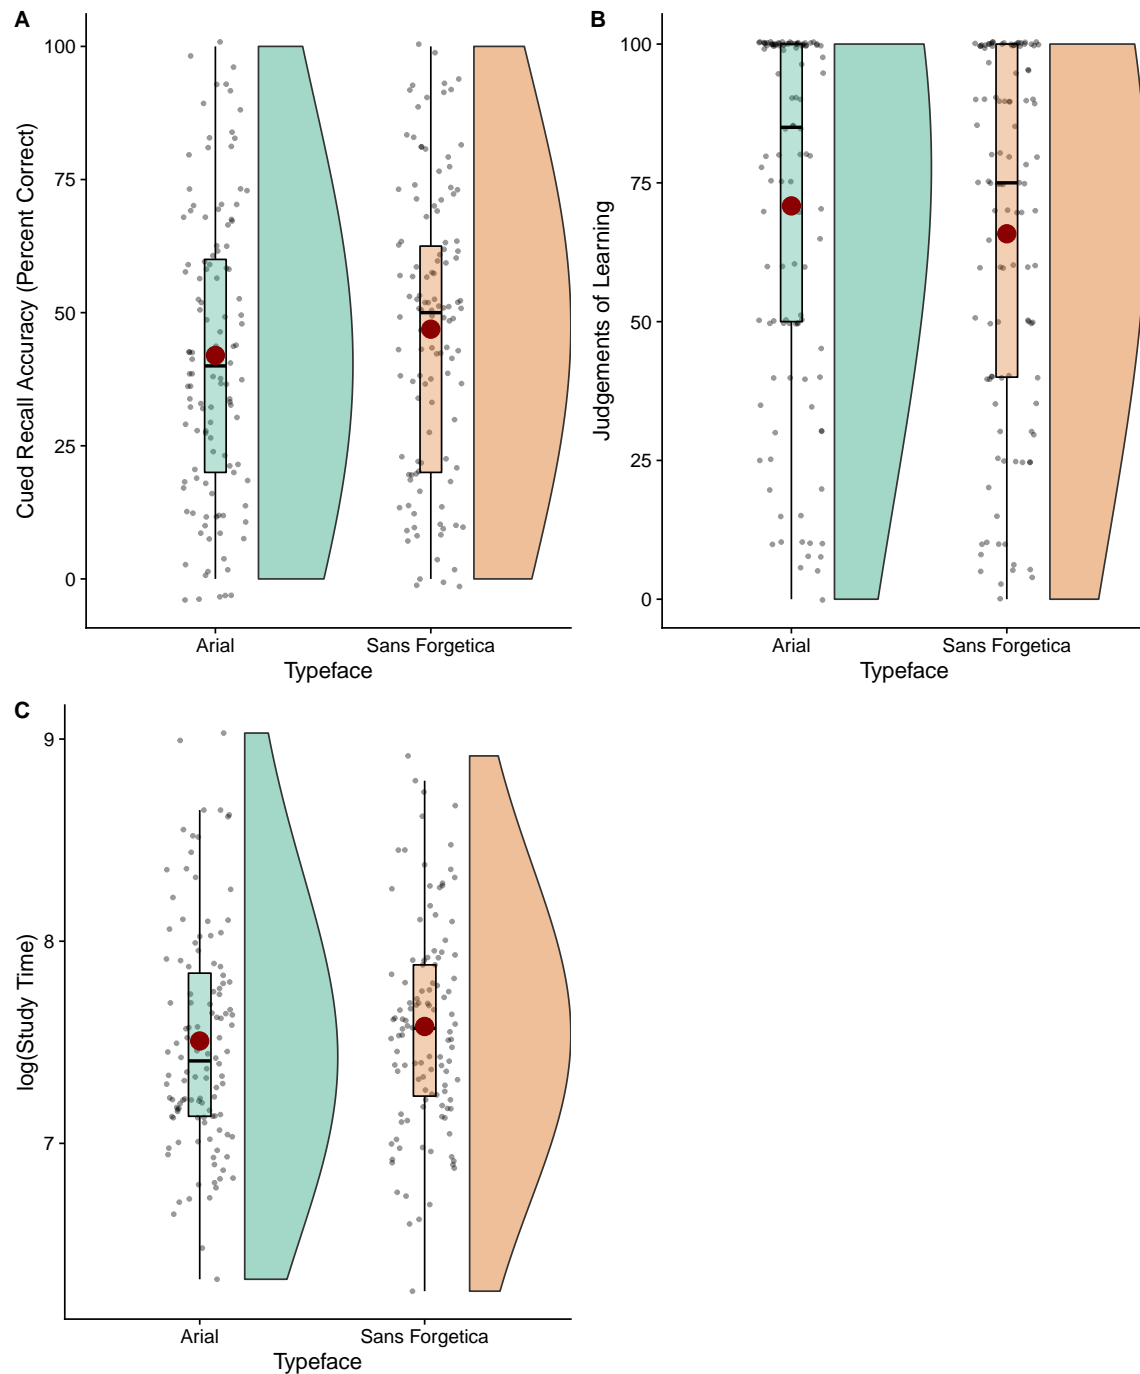 A
Cued Recall Accuracy (Percent Correct)
100
75
50
25
0
Arial
Sans Forgetica
Typeface
B
Judgements of Learning
100
75
50
25
0
Arial
Sans Forgetica
Typeface
C
log(Study Time)
9
8
7
Arial
Sans Forgetica
Typeface